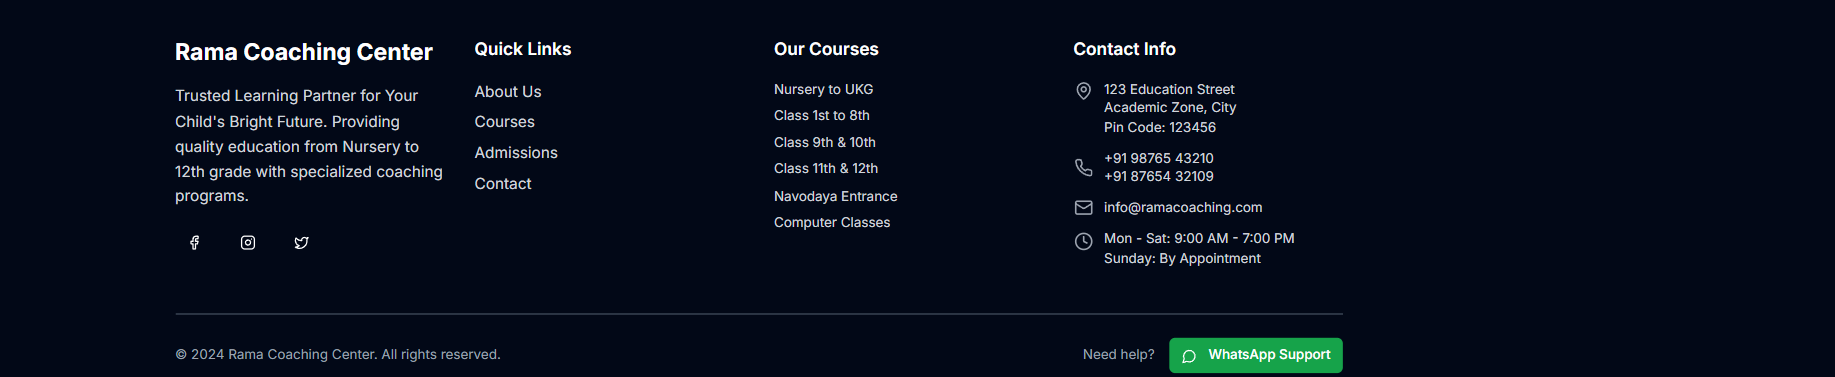 Rama Coaching Center
Trusted Learning Partner for Your
Child's Bright Future. Providing
quality education from Nursery to
12th grade with specialized coaching
programs.
Quick Links
About Us
Courses
Admissions
Contact
Our Courses
Nursery to UKG
Class 1st to 8th
Class 9th & 10th
Class 11th & 12th
Navodaya Entrance
Computer Classes
Contact Info
123 Education Street
Academic Zone, City
Pin Code: 123456
+91 98765 43210
+91 87654 32109
info@ramacoaching.com
Mon - Sat: 9:00 AM - 7:00 PM
Sunday: By Appointment
© 2024 Rama Coaching Center. All rights reserved.
Need help?
WhatsApp Support